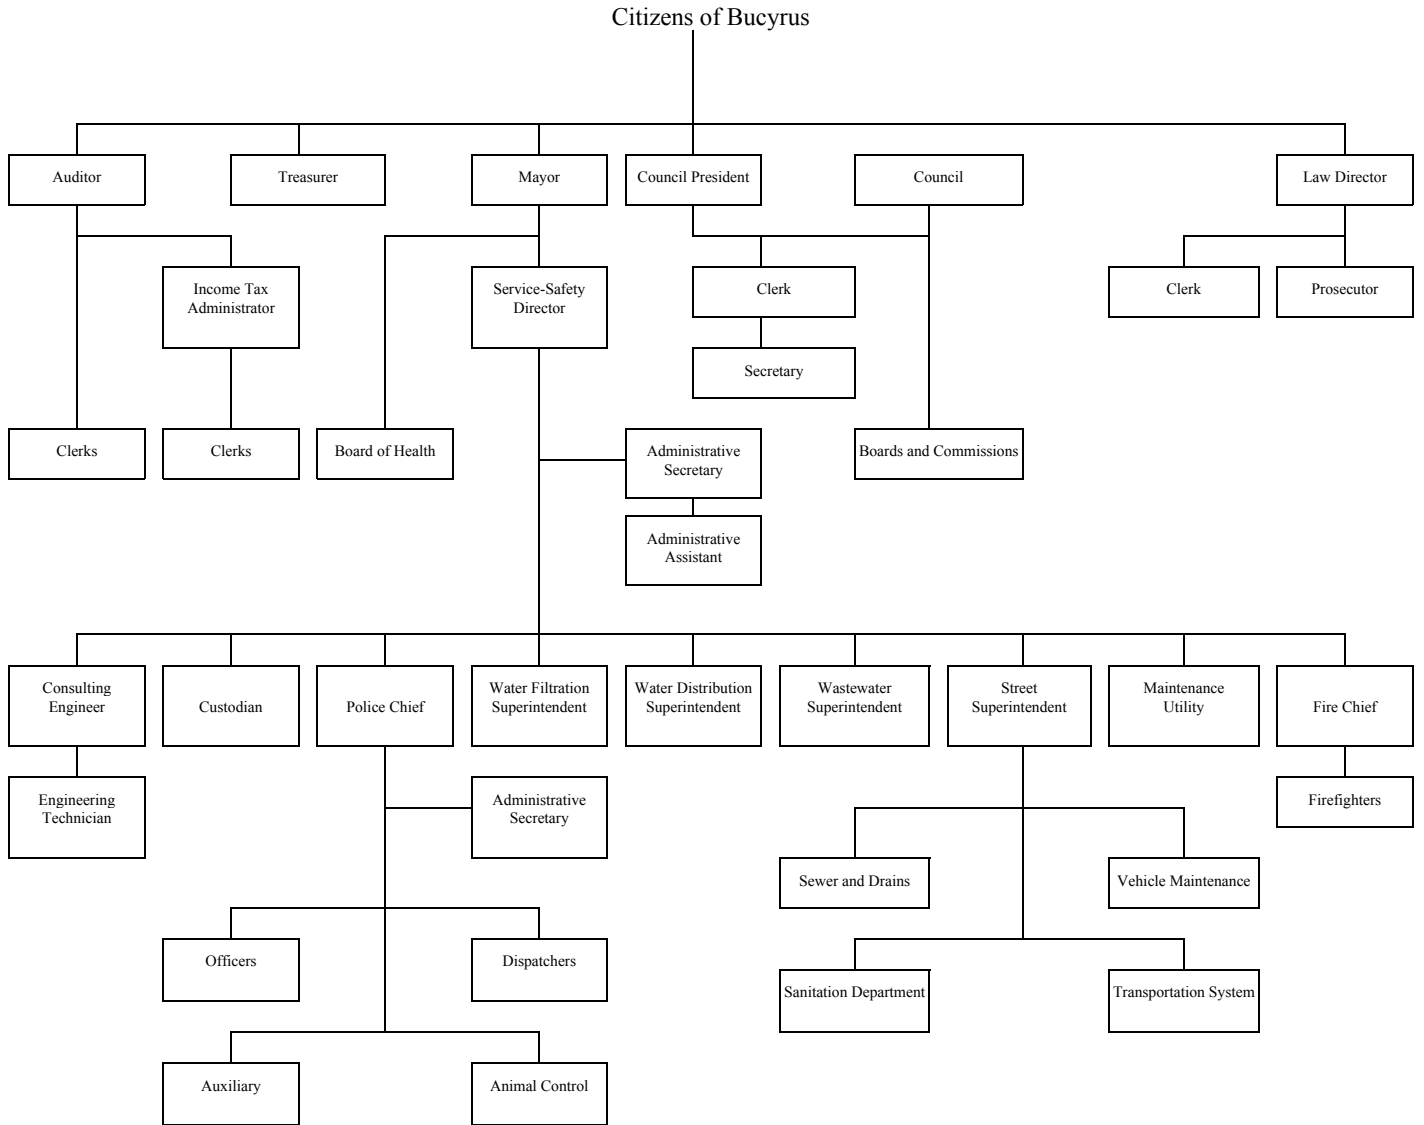 Citizens of Bucyrus
Auditor
Treasurer
Mayor
Council President
Council
Law Director
Income Tax
Administrator
Service-Safety
Director
Clerk
Clerk
Prosecutor
Secretary
Clerks
Clerks
Board of Health
Administrative
Secretary
Boards and Commissions
Administrative
Assistant
Consulting
Engineer
Custodian
Police Chief
Water Filtration
Superintendent
Water Distribution
Superintendent
Wastewater
Superintendent
Street
Superintendent
Maintenance
Utility
Fire Chief
Engineering
Technician
Administrative
Secretary
Firefighters
Sewer and Drains
Vehicle Maintenance
Officers
Dispatchers
Sanitation Department
Transportation System
Auxiliary
Animal Control